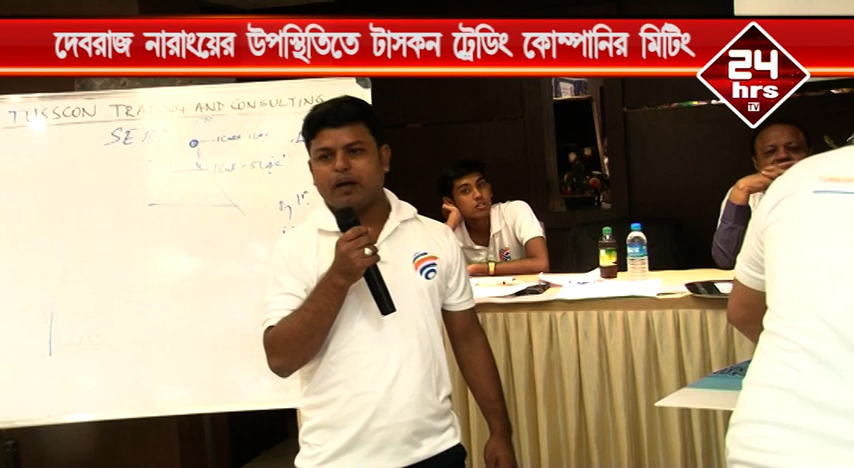 দেবরাজ নারাংয়ের উপস্থিতিতে টাসকন ট্রেডিং কোম্পানির মিটিং
24
hrs
TV
TUSSCON TRADING AND CONSULTING